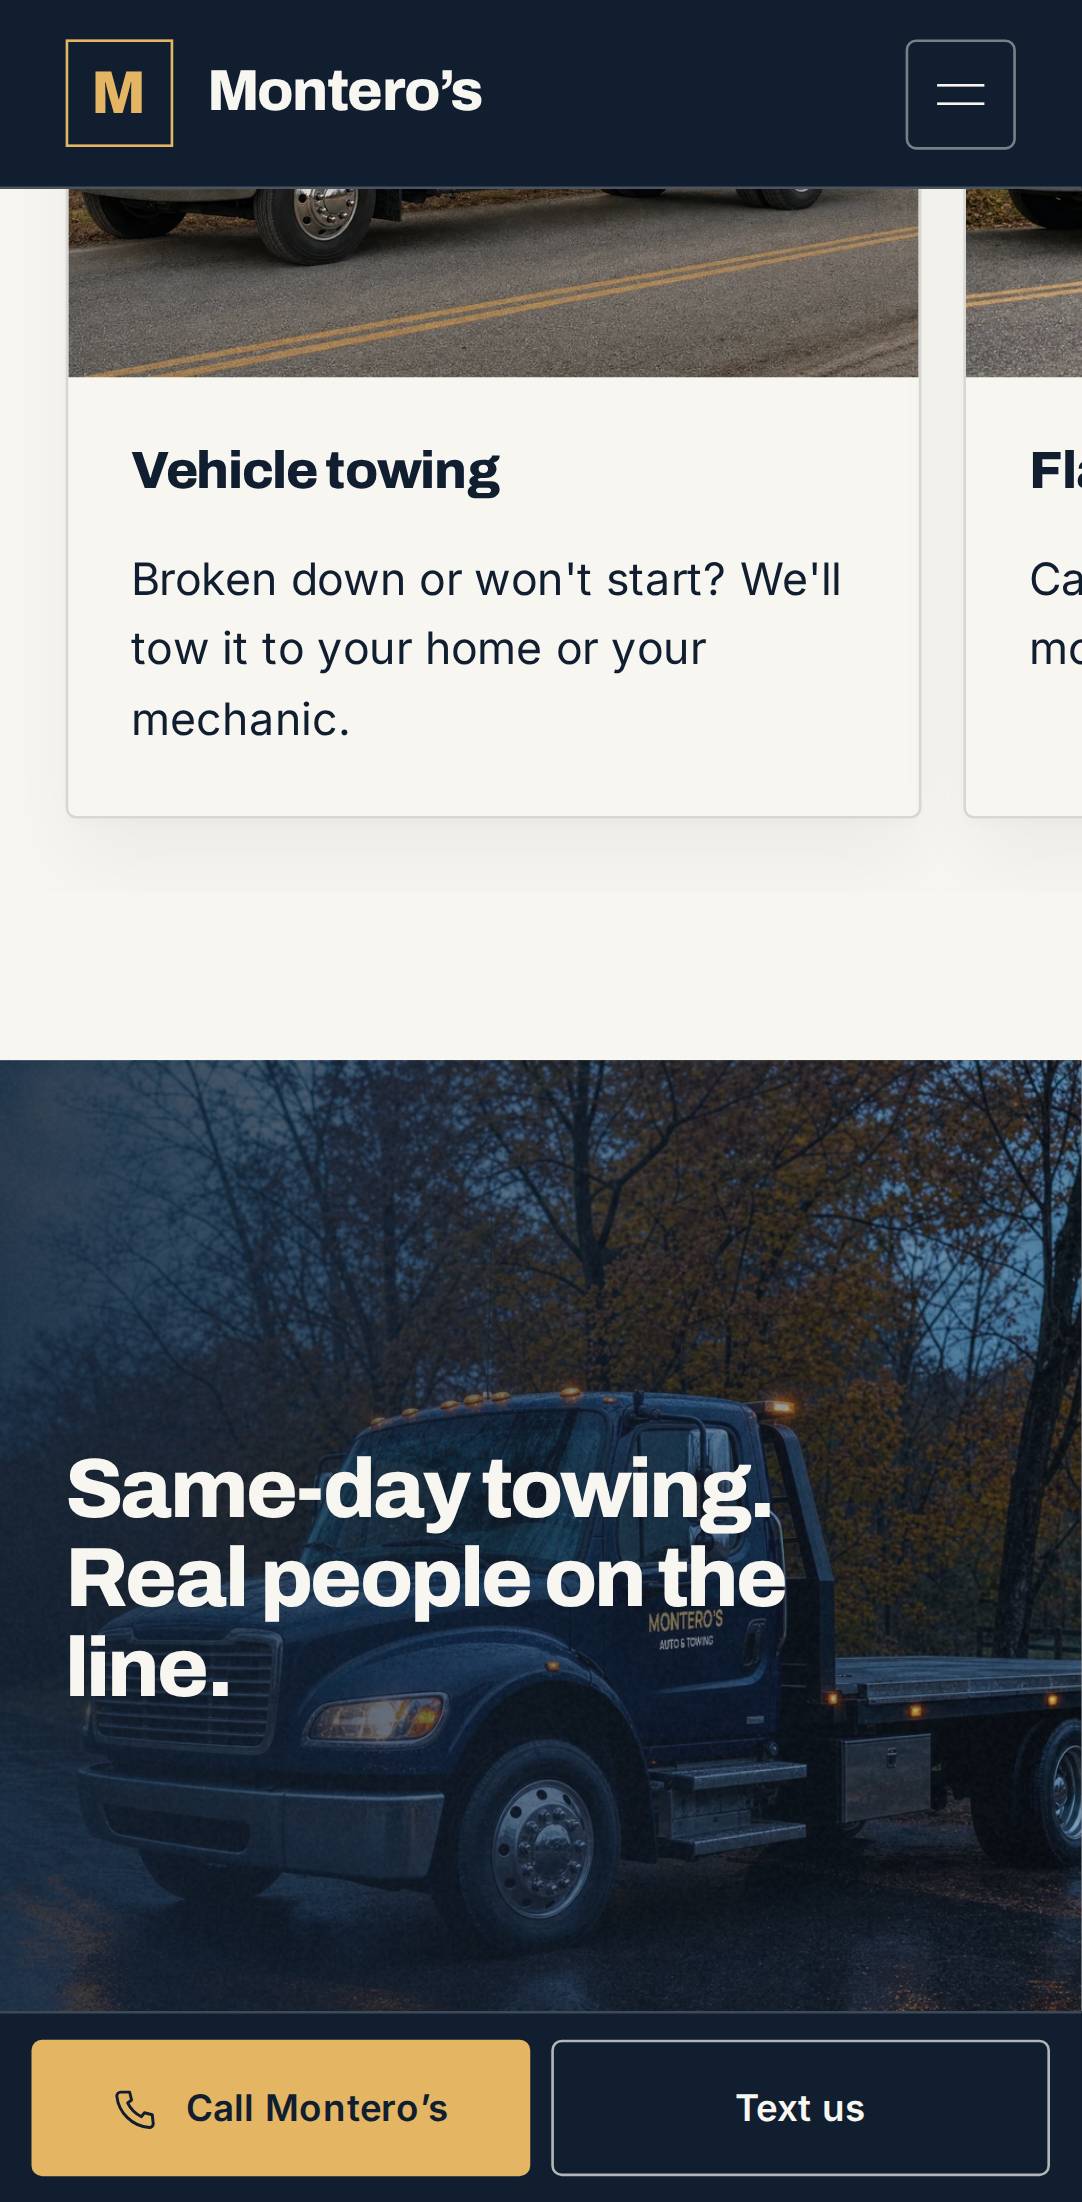 M
Montero’s
Vehicle towing
Broken down or won't start? We'll
tow it to your home or your
mechanic.
Same-day towing.
Real people on the
line.
MONTERO'S
AUTO & TOWING
Call Montero’s
Text us